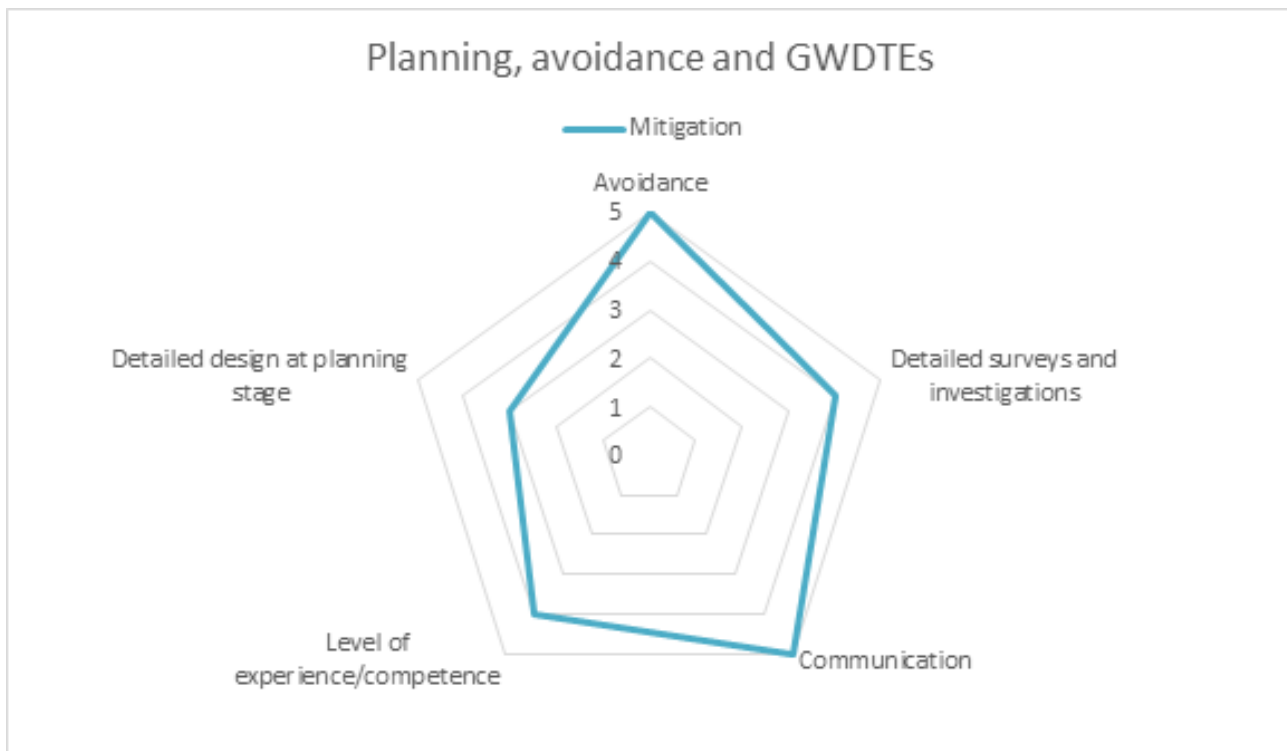 Planning, avoidance and GWDTEs
Mitigation
Avoidance
5
4
3
2
1
0
Detailed surveys and
investigations
Communication
Level of
experience/competence
Detailed design at planning
stage